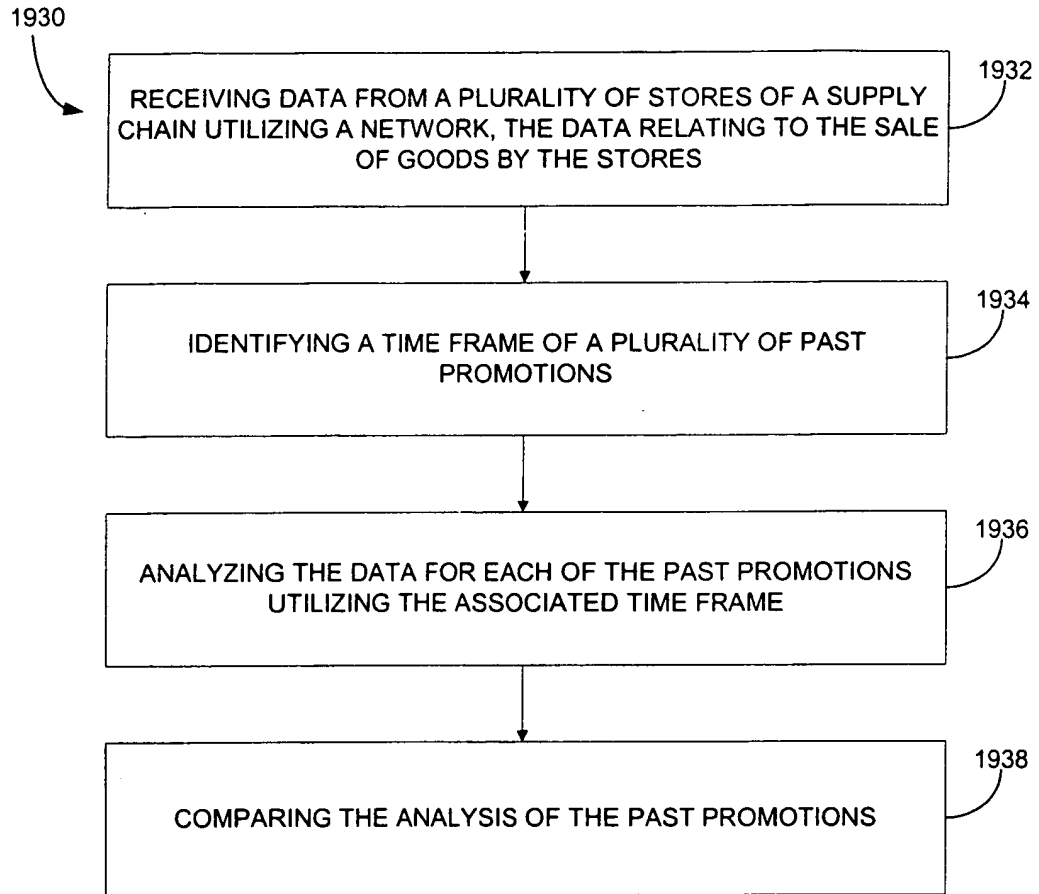 1930
1932
RECEIVING DATA FROM A PLURALITY OF STORES OF A SUPPLY
CHAIN UTILIZING A NETWORK, THE DATA RELATING TO THE SALE
OF GOODS BY THE STORES
1934
IDENTIFYING A TIME FRAME OF A PLURALITY OF PAST
PROMOTIONS
1936
ANALYZING THE DATA FOR EACH OF THE PAST PROMOTIONS
UTILIZING THE ASSOCIATED TIME FRAME
1938
COMPARING THE ANALYSIS OF THE PAST PROMOTIONS